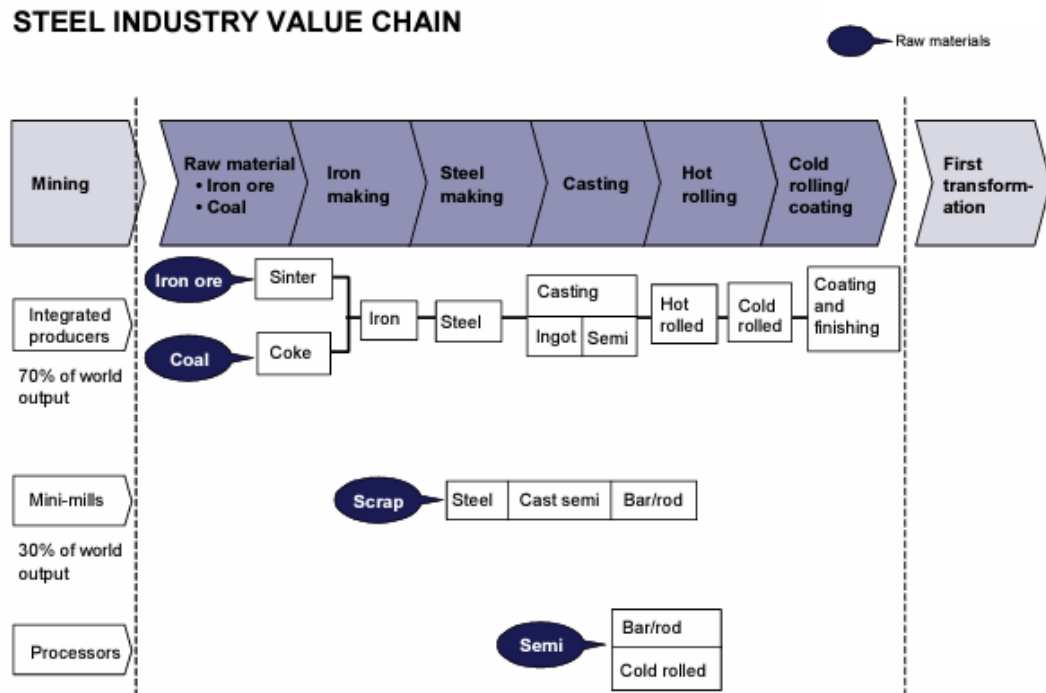 STEEL INDUSTRY VALUE CHAIN
Raw materials
Mining
Raw material
• Iron ore
• Coal
Iron
making
Steel
making
Casting
Hot
rolling
Cold
rolling/
coating
First
transform-
ation
Integrated
producers
70% of world
output
Iron ore
Sinter
Coal
Coke
Iron
Steel
Casting
Ingot
Semi
Hot
rolled
Cold
rolled
Coating
and
finishing
Mini-mills
30% of world
output
Scrap
Steel
Cast semi
Bar/rod
Processors
Semi
Bar/rod
Cold rolled